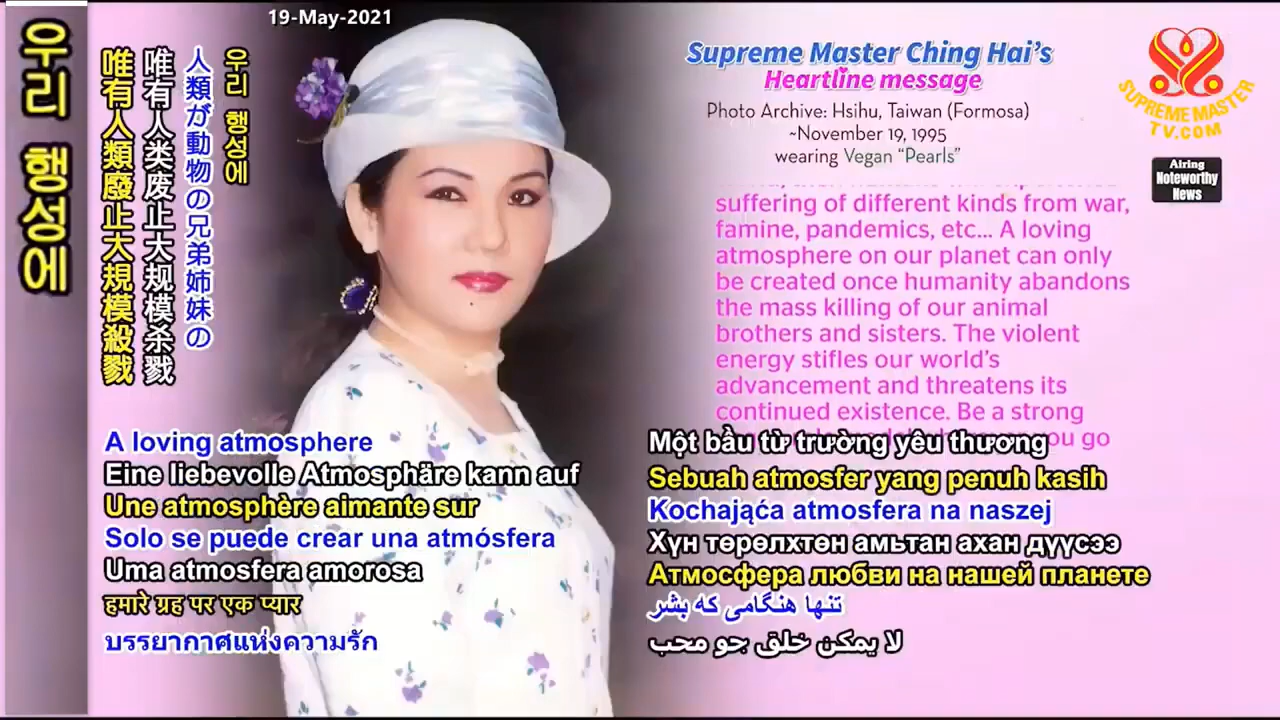 19-May-2021
우리 행성에
우리 행성에
人類が動物の兄弟姉妹の
唯有人类废止大规模杀戮
唯有人類廢止大規模殺戮
Supreme Master Ching Hai's
Heartline message
Photo Archive: Hsihu, Taiwan (Formosa)
~November 19, 1995
wearing Vegan "Pearls"
SUPREME MASTER
TV.COM
Airing
Noteworthy
News
suffering of different kinds from war,
famine, pandemics, etc... A loving
atmosphere on our planet can only
be created once humanity abandons
the mass killing of our animal
brothers and sisters. The violent
energy stifles our world's
advancement and threatens its
continued existence. Be a strong
you go
A loving atmosphere
Eine liebevolle Atmosphäre kann auf
Une atmosphère aimante sur
Solo se puede crear una atmósfera
Uma atmosfera amorosa
हमारे ग्रह पर एक प्यार
บรรยากาศแห่งความรัก
Một bầu từ trường yêu thương
Sebuah atmosfer yang penuh kasih
Kochająća atmosfera na naszej
Хүн төрөлхтөн амьтан ахан дүүсээ
Атмосфера любви на нашей планете
تنها هنگامی که بشر
لا يمكن خلق جو محب